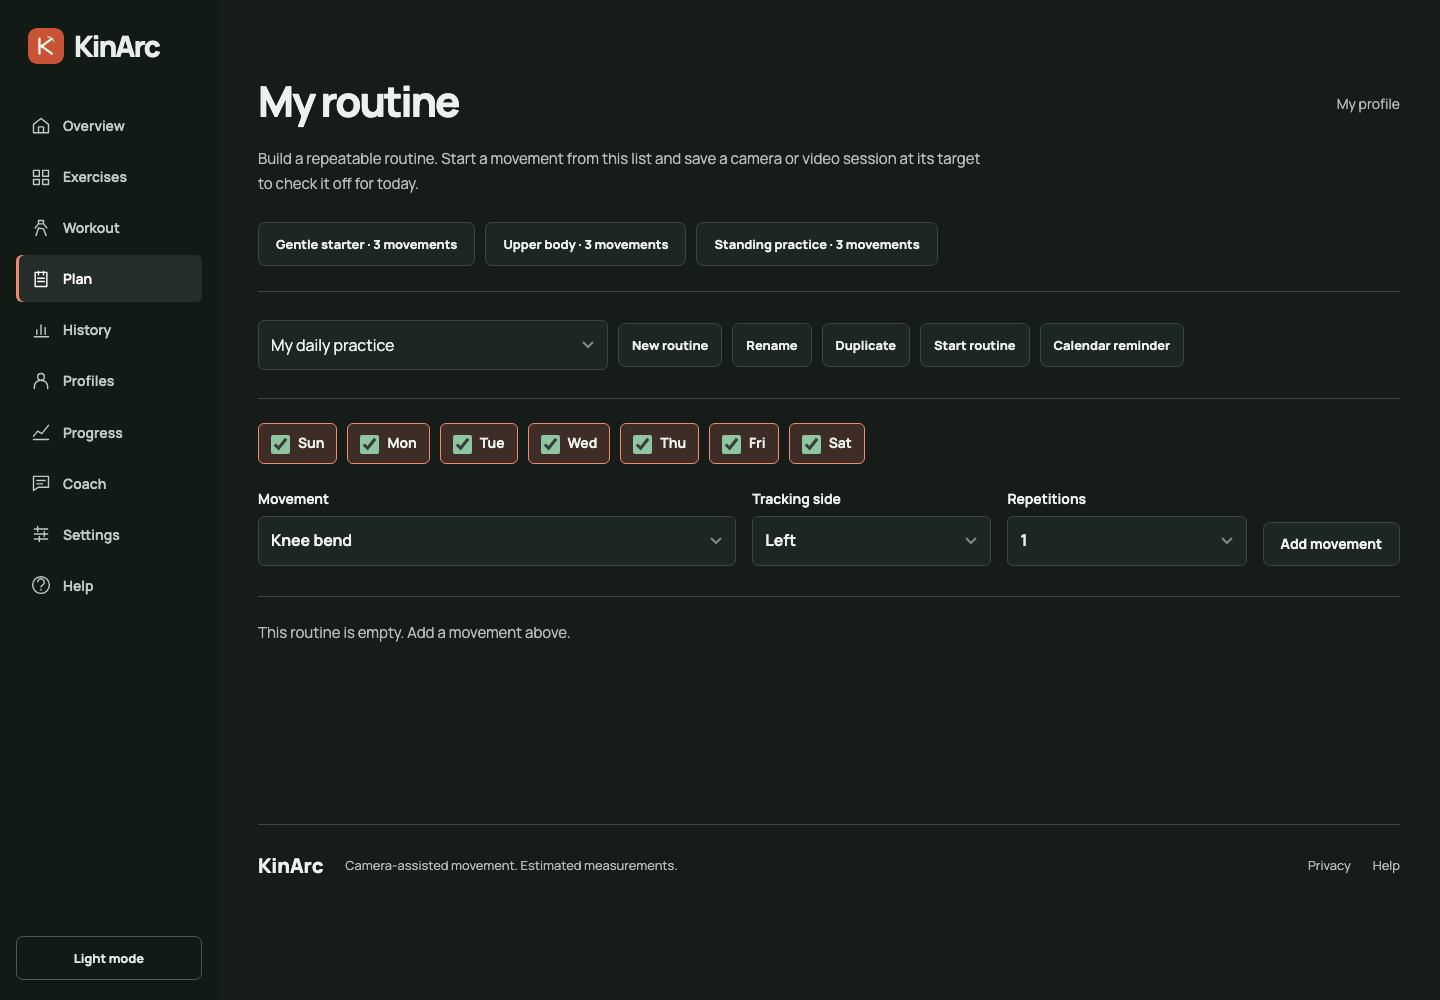 KinArc
Overview
Exercises
Workout
Plan
History
Profiles
Progress
Coach
Settings
Help
Light mode
My routine
My profile
Build a repeatable routine. Start a movement from this list and save a camera or video session at its target
to check it off for today.
Gentle starter · 3 movements
Upper body · 3 movements
Standing practice · 3 movements
My daily practice
New routine
Rename
Duplicate
Start routine
Calendar reminder
Sun
Mon
Tue
Wed
Thu
Fri
Sat
Movement
Tracking side
Repetitions
Knee bend
Left
1
Add movement
This routine is empty. Add a movement above.
KinArc
Camera-assisted movement. Estimated measurements.
Privacy
Help